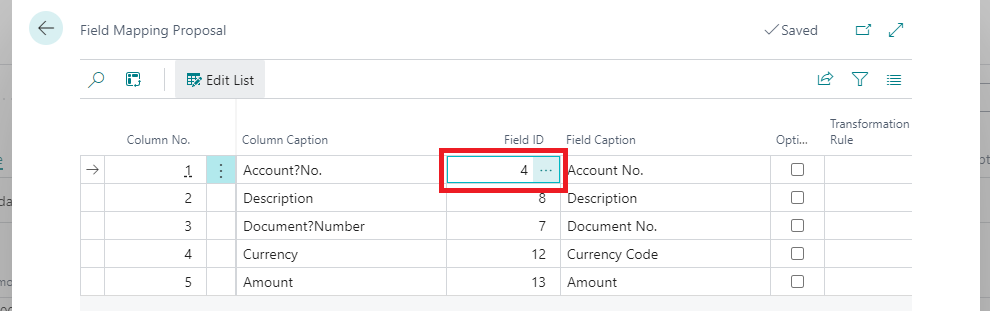 Field Mapping Proposal
Saved
Edit List
Column No. Column Caption Field ID Field Caption Opti... Transformation Rule
1 Account?No. 4 ... Account No.
2 Description 8 Description
3 Document?Number 7 Document No.
4 Currency 12 Currency Code
5 Amount 13 Amount